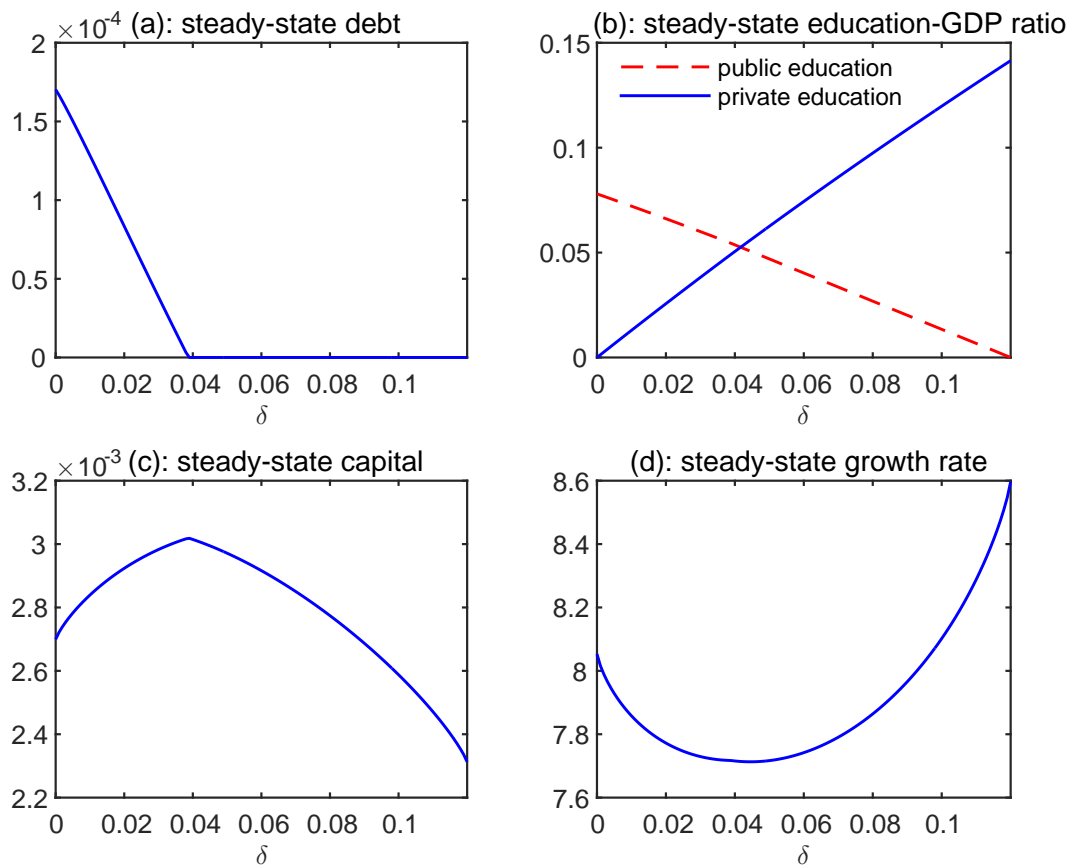 ×10-4 (a): steady-state debt
2
1.5
1
0.5
0
0 0.02 0.04 0.06 0.08 0.1
δ
(b): steady-state education-GDP ratio
0.15
0.1
0.05
0
public education
private education
0 0.02 0.04 0.06 0.08 0.1
δ
×10-3 (c): steady-state capital
3.2
3
2.8
2.6
2.4
2.2
0 0.02 0.04 0.06 0.08 0.1
δ
(d): steady-state growth rate
8.6
8.4
8.2
8
7.8
7.6
0 0.02 0.04 0.06 0.08 0.1
δ